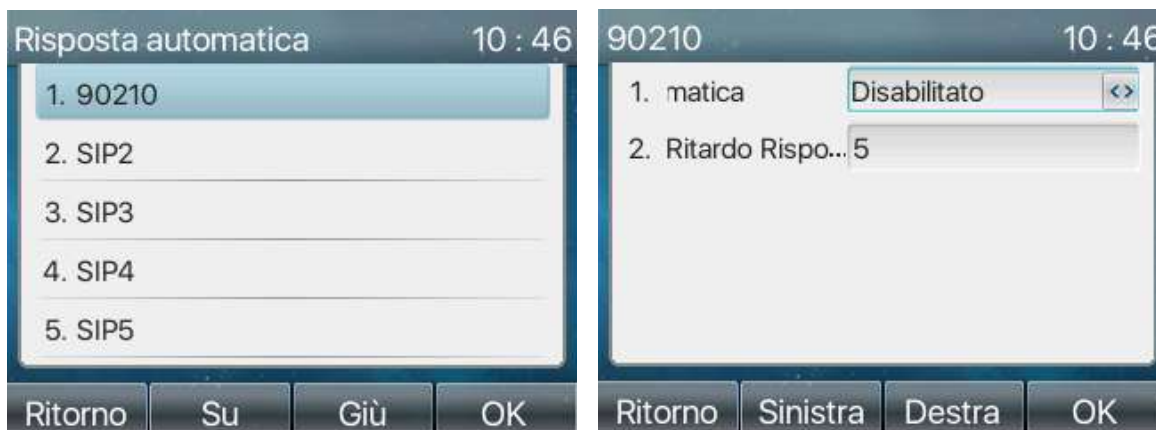 Risposta automatica 10 : 46
1. 90210
2. SIP2
3. SIP3
4. SIP4
5. SIP5
Ritorno Su Giù OK
90210 10 : 46
1. matica Disabilitato <>
2. Ritardo Rispo... 5
Ritorno Sinistra Destra OK